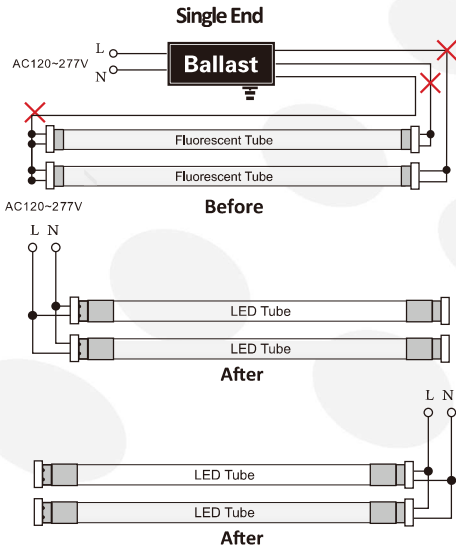 Single End
L
AC120~277V
N
Ballast
Fluorescent Tube
Fluorescent Tube
AC120~277V
Before
L N
LED Tube
LED Tube
After
L N
LED Tube
LED Tube
After